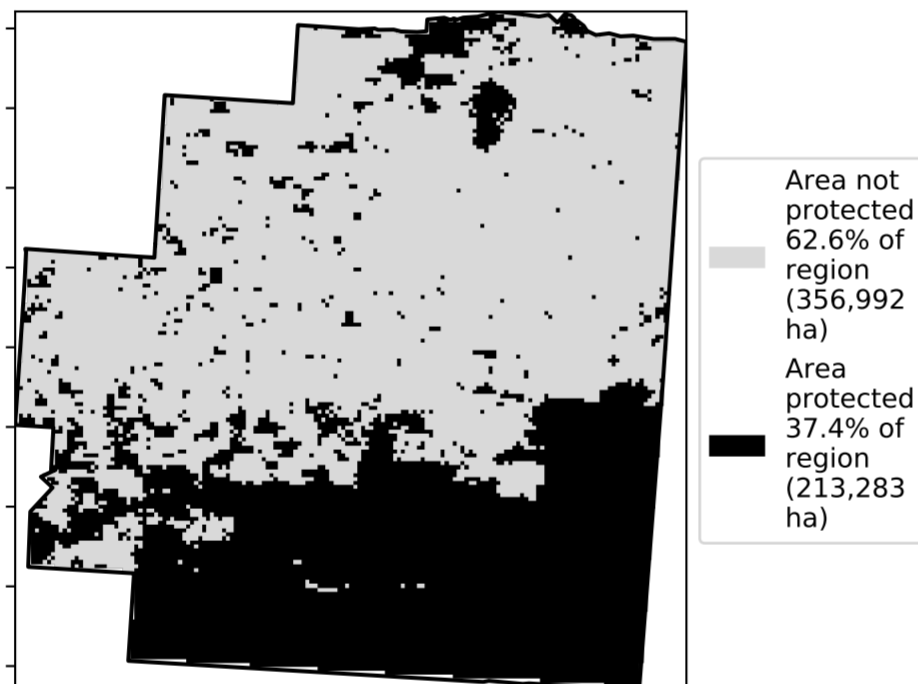 Area not
protected
62.6% of
region
(356,992
ha)
Area
protected
37.4% of
region
(213,283
ha)